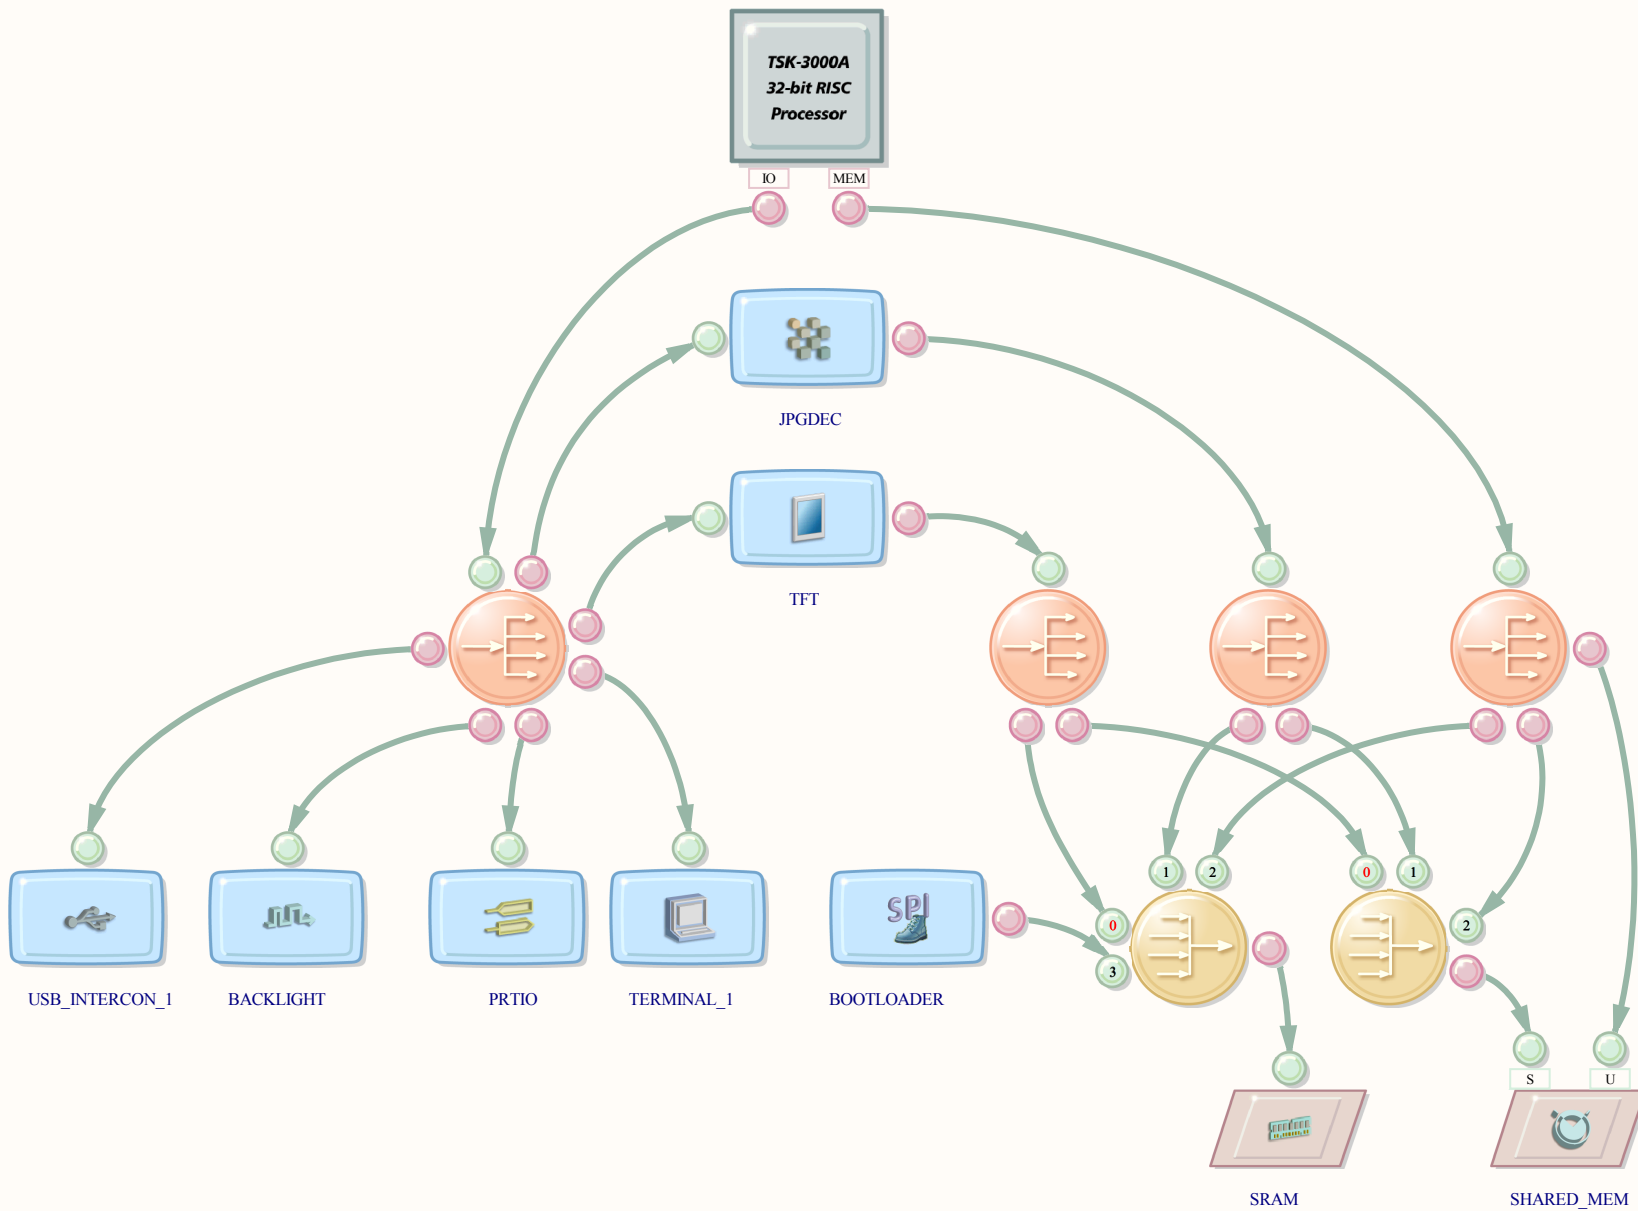 TSK-3000A
32-bit RISC
Processor
IO
MEM
JPGDEC
TFT
1
2
0
1
0
3
2
SPI
USB_INTERCON_1
BACKLIGHT
PRTIO
TERMINAL_1
BOOTLOADER
S
U
SRAM
SHARED_MEM